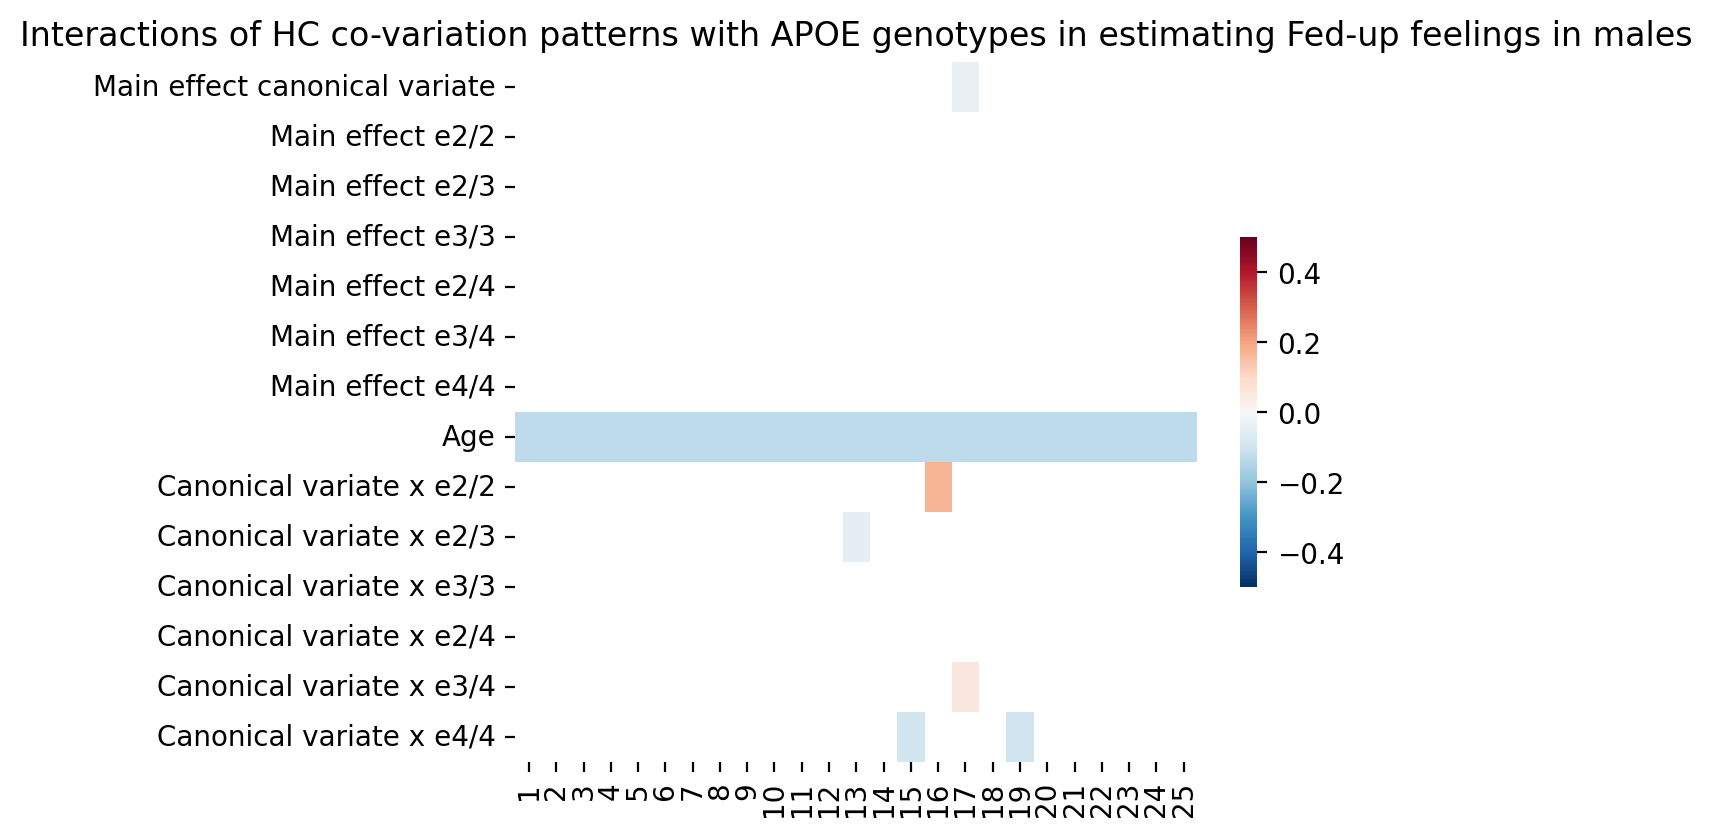 Interactions of HC co-variation patterns with APOE genotypes in estimating Fed-up feelings in males
Main effect canonical variate
Main effect e2/2
Main effect e2/3
Main effect e3/3
Main effect e2/4
Main effect e3/4
Main effect e4/4
Age
Canonical variate x e2/2
Canonical variate x e2/3
Canonical variate x e3/3
Canonical variate x e2/4
Canonical variate x e3/4
Canonical variate x e4/4
1 2 3 4 5 6 7 8 9 10 11 12 13 14 15 16 17 18 19 20 21 22 23 24 25
0.4
0.2
0.0
−0.2
−0.4